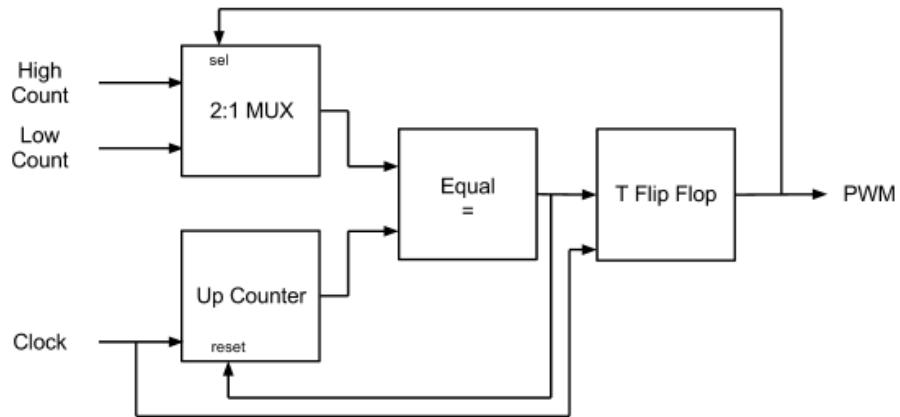 sel
High
Count
2:1 MUX
Low
Count
Equal
=
T Flip Flop
PWM
Up Counter
Clock
reset